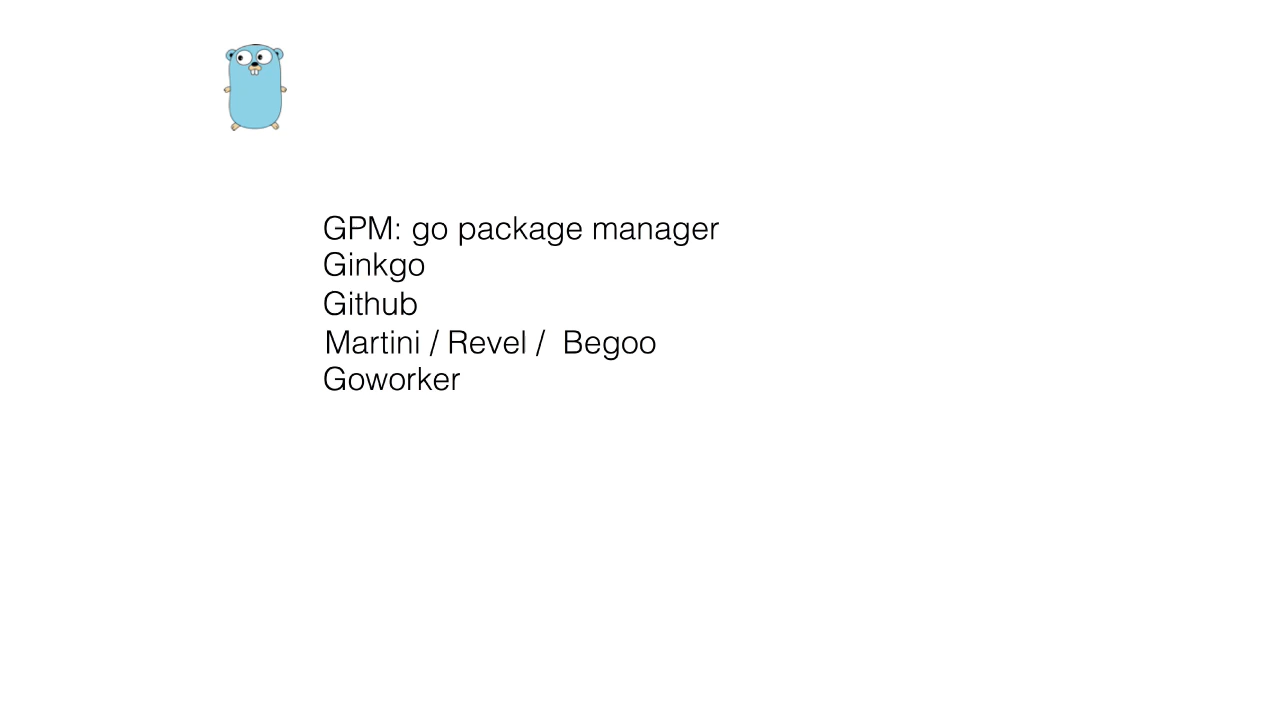 GPM: go package manager
Ginkgo
Github
Martini / Revel / Begoo
Goworker